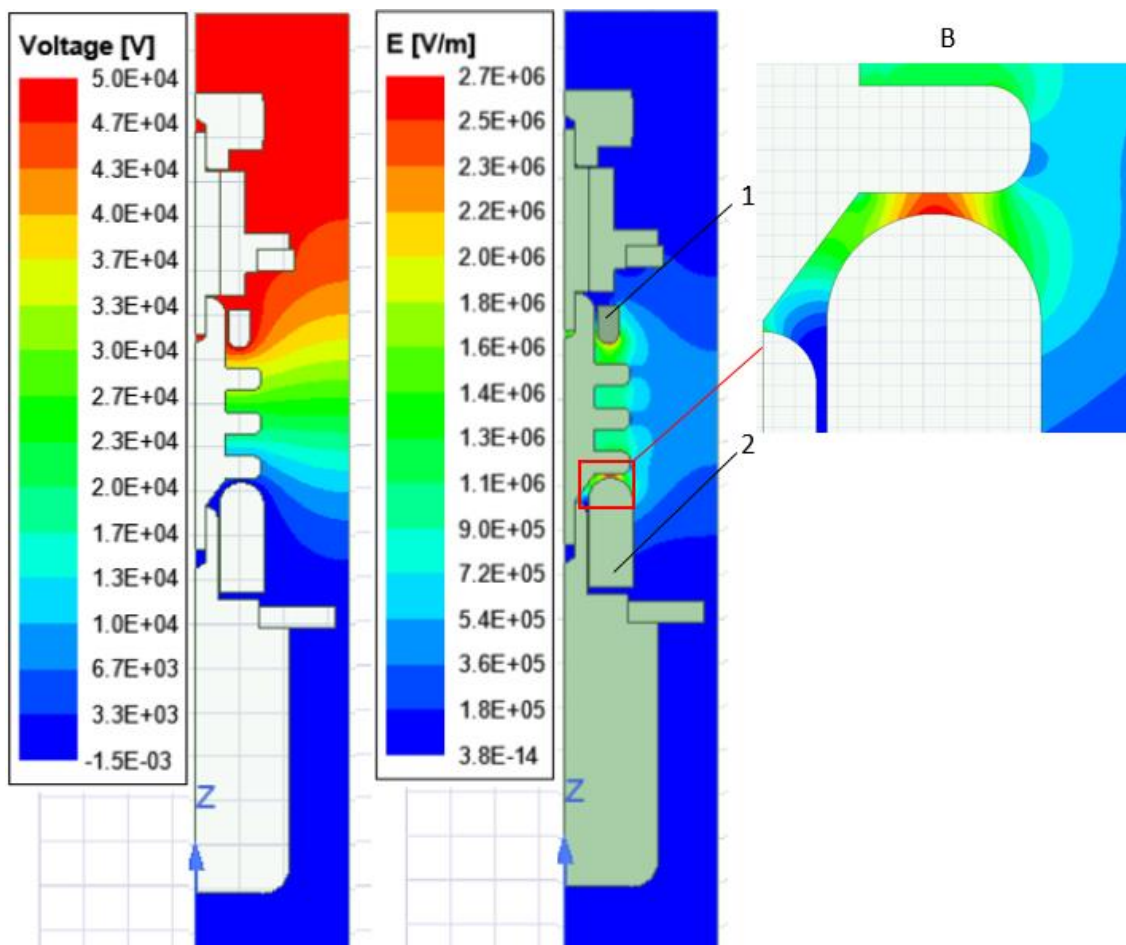 Voltage [V]
5.0E+04
4.7E+04
4.3E+04
4.0E+04
3.7E+04
3.3E+04
3.0E+04
2.7E+04
2.3E+04
2.0E+04
1.7E+04
1.3E+04
1.0E+04
6.7E+03
3.3E+03
-1.5E-03
Z
E [V/m]
2.7E+06
2.5E+06
2.3E+06
2.2E+06
2.0E+06
1.8E+06
1.6E+06
1.4E+06
1.3E+06
1.1E+06
9.0E+05
7.2E+05
5.4E+05
3.6E+05
1.8E+05
3.8E-14
Z
1
2
B